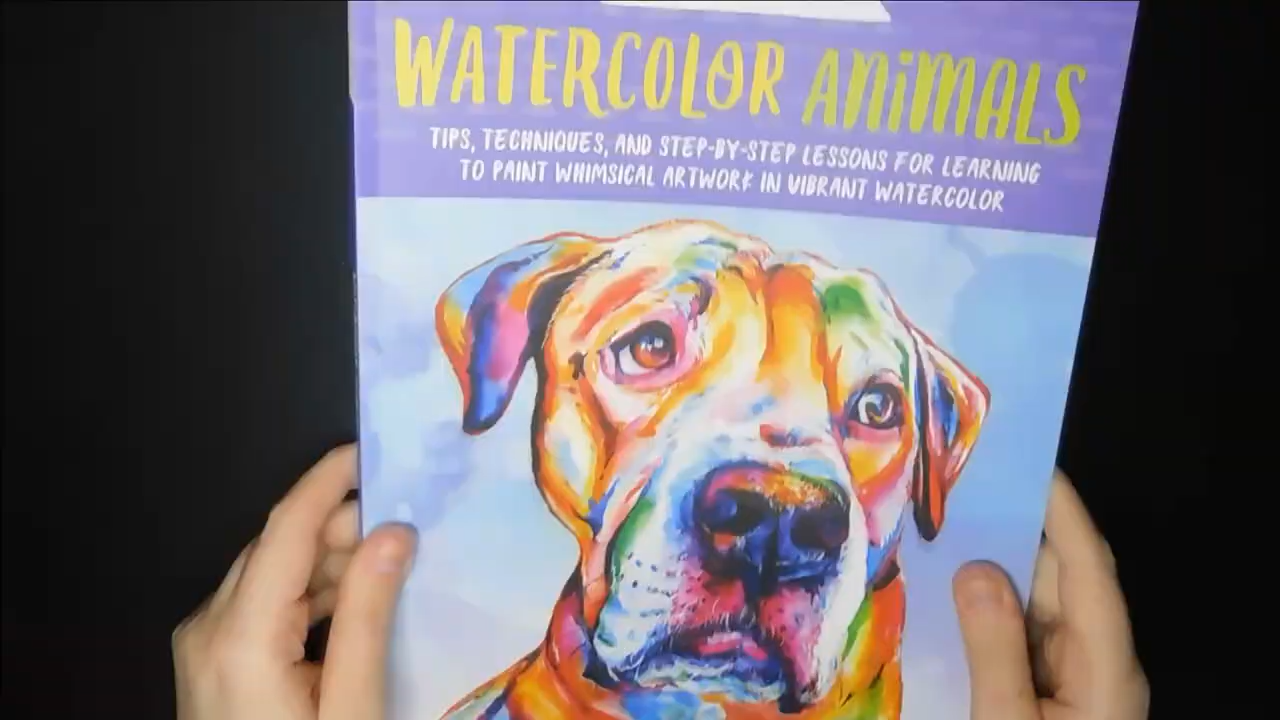 WATERCOLOR ANiMALS
TIPS, TECHNIQUES, AND STEP-BY-STEP LESSONS FOR LEARNING
TO PAINT WHIMSICAL ARTWORK IN VIBRANT WATERCOLOR